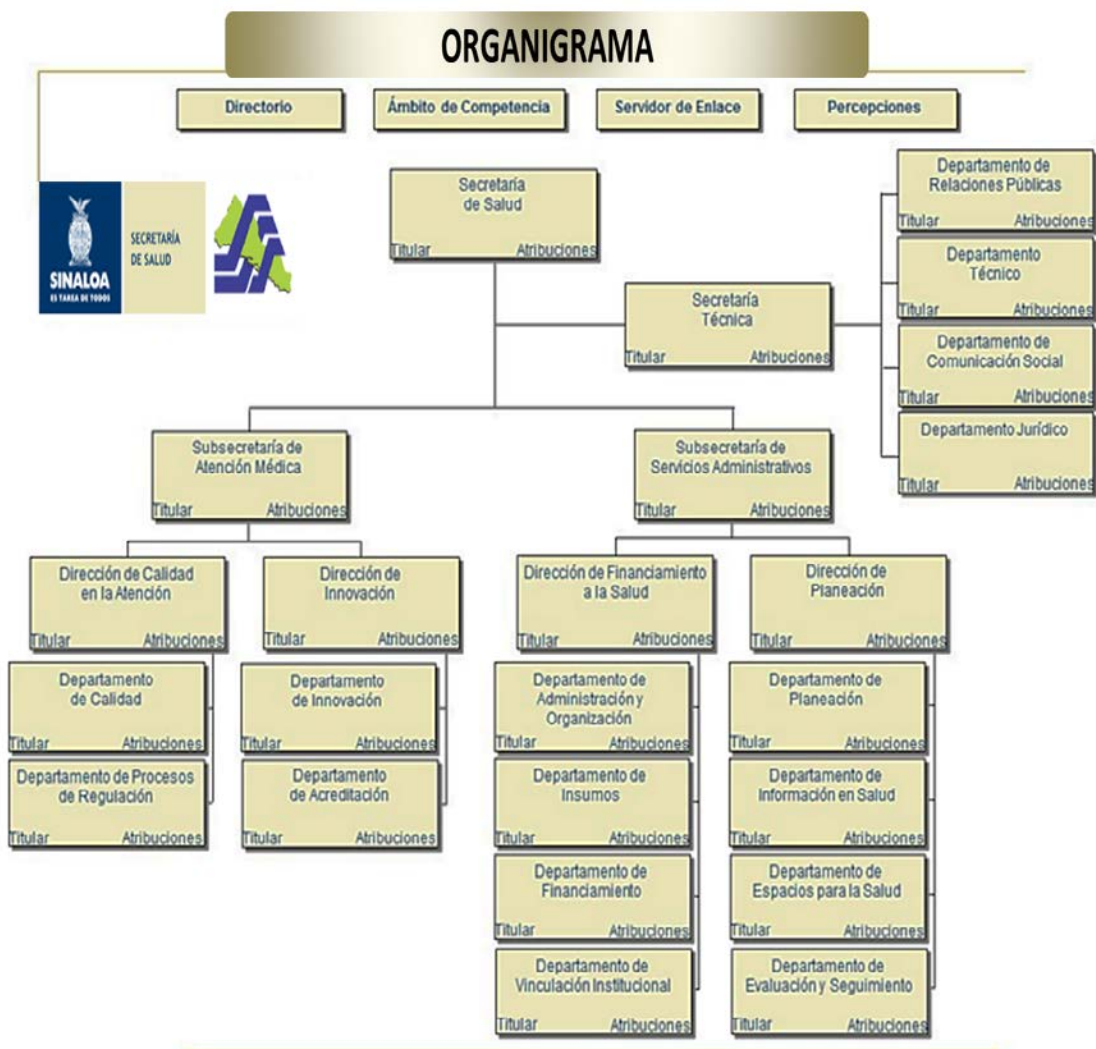 ORGANIGRAMA
Directorio
Ámbito de Competencia
Servidor de Enlace
Percepciones
SINALOA
ES TAREA DE TODOS
SECRETARÍA
DE SALUD
Secretaría
de Salud
Titular Atribuciones
Secretaría
Técnica
Titular Atribuciones
Departamento de
Relaciones Públicas
Titular Atribuciones
Departamento
Técnico
Titular Atribuciones
Departamento de
Comunicación Social
Titular Atribuciones
Departamento Jurídico
Titular Atribuciones
Subsecretaría de
Atención Médica
Titular Atribuciones
Subsecretaría de
Servicios Administrativos
Titular Atribuciones
Dirección de Calidad
en la Atención
Titular Atribuciones
Dirección de
Innovación
Titular Atribuciones
Dirección de Financiamiento
a la Salud
Titular Atribuciones
Dirección de
Planeación
Titular Atribuciones
Departamento
de Calidad
Titular Atribuciones
Departamento de Procesos
de Regulación
Titular Atribuciones
Departamento
de Innovación
Titular Atribuciones
Departamento
de Acreditación
Titular Atribuciones
Departamento de
Administración y
Organización
Titular Atribuciones
Departamento de
Insumos
Titular Atribuciones
Departamento de
Financiamiento
Titular Atribuciones
Departamento de
Vinculación Institucional
Titular Atribuciones
Departamento de
Planeación
Titular Atribuciones
Departamento de
Información en Salud
Titular Atribuciones
Departamento de
Espacios para la Salud
Titular Atribuciones
Departamento de
Evaluación y Seguimiento
Titular Atribuciones